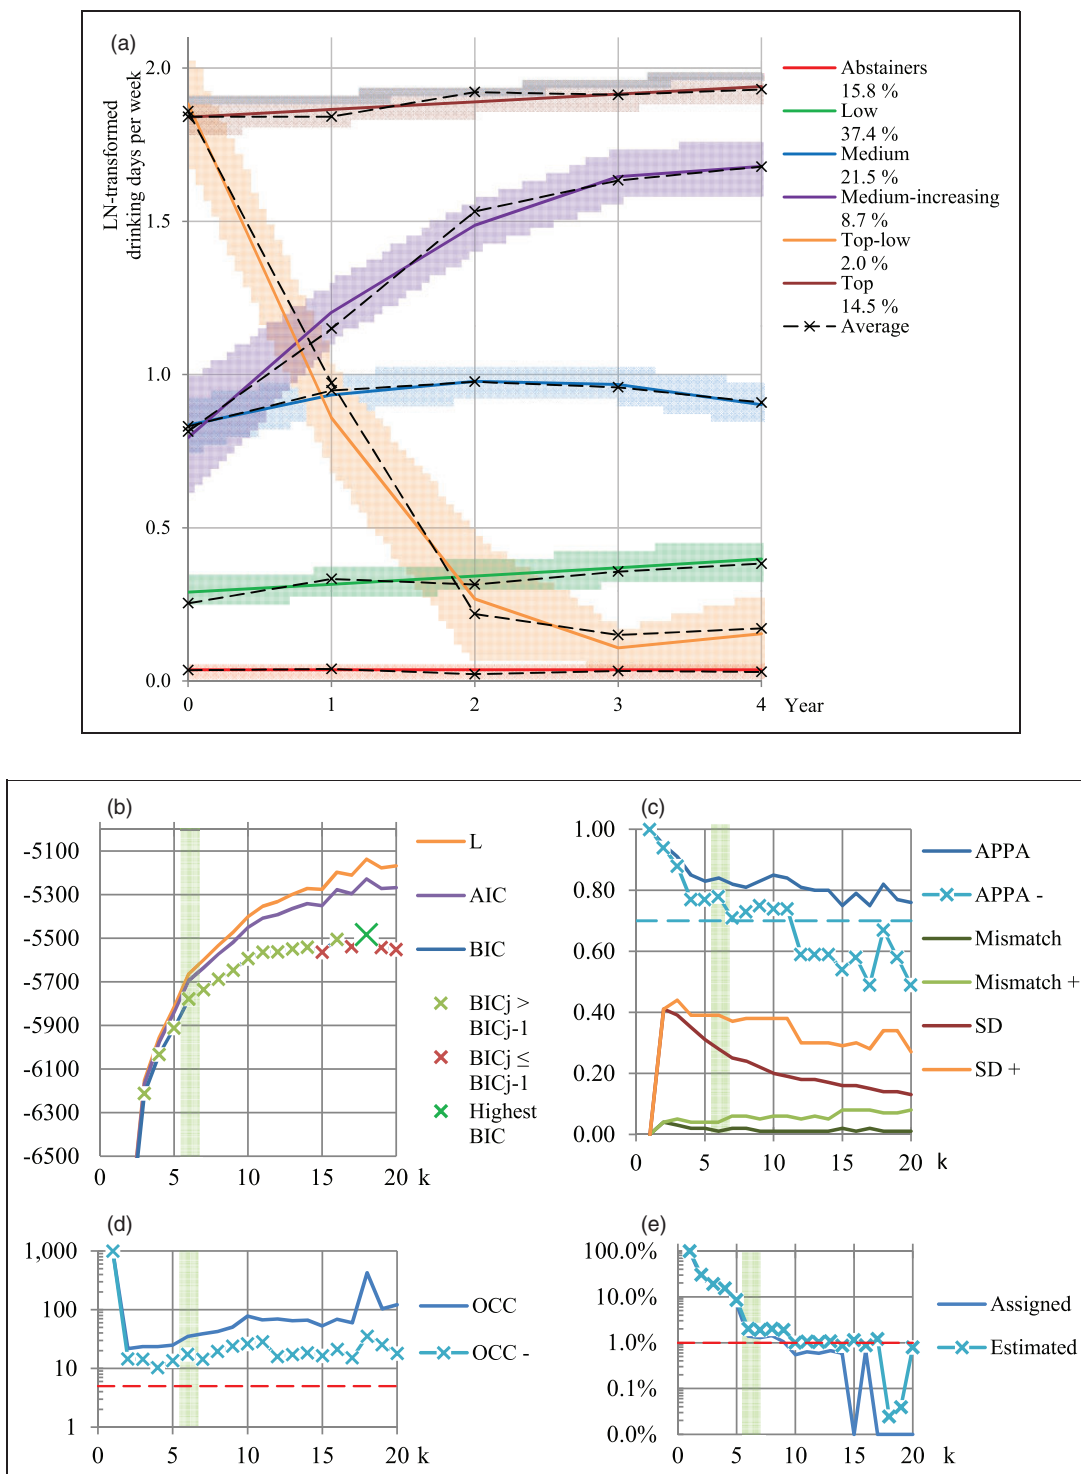 (a)
LN-transformed
drinking days per week
2.0
1.5
1.0
0.5
0.0
0 1 2 3 4 Year
Abstainers
15.8 %
Low
37.4 %
Medium
21.5 %
Medium-increasing
8.7 %
Top-low
2.0 %
Top
14.5 %
Average
(b)
-5100
-5300
-5500
-5700
-5900
-6100
-6300
-6500
0 5 10 15 20 k
L
AIC
BIC
BICj >
BICj-1
BICj ≤
BICj-1
Highest
BIC
(c)
1.00
0.80
0.60
0.40
0.20
0.00
0 5 10 15 20 k
APPA
APPA -
Mismatch
Mismatch +
SD
SD +
(d)
1,000
100
10
1
0 5 10 15 20 k
OCC
OCC -
(e)
100.0%
10.0%
1.0%
0.1%
0.0%
0 5 10 15 20 k
Assigned
Estimated